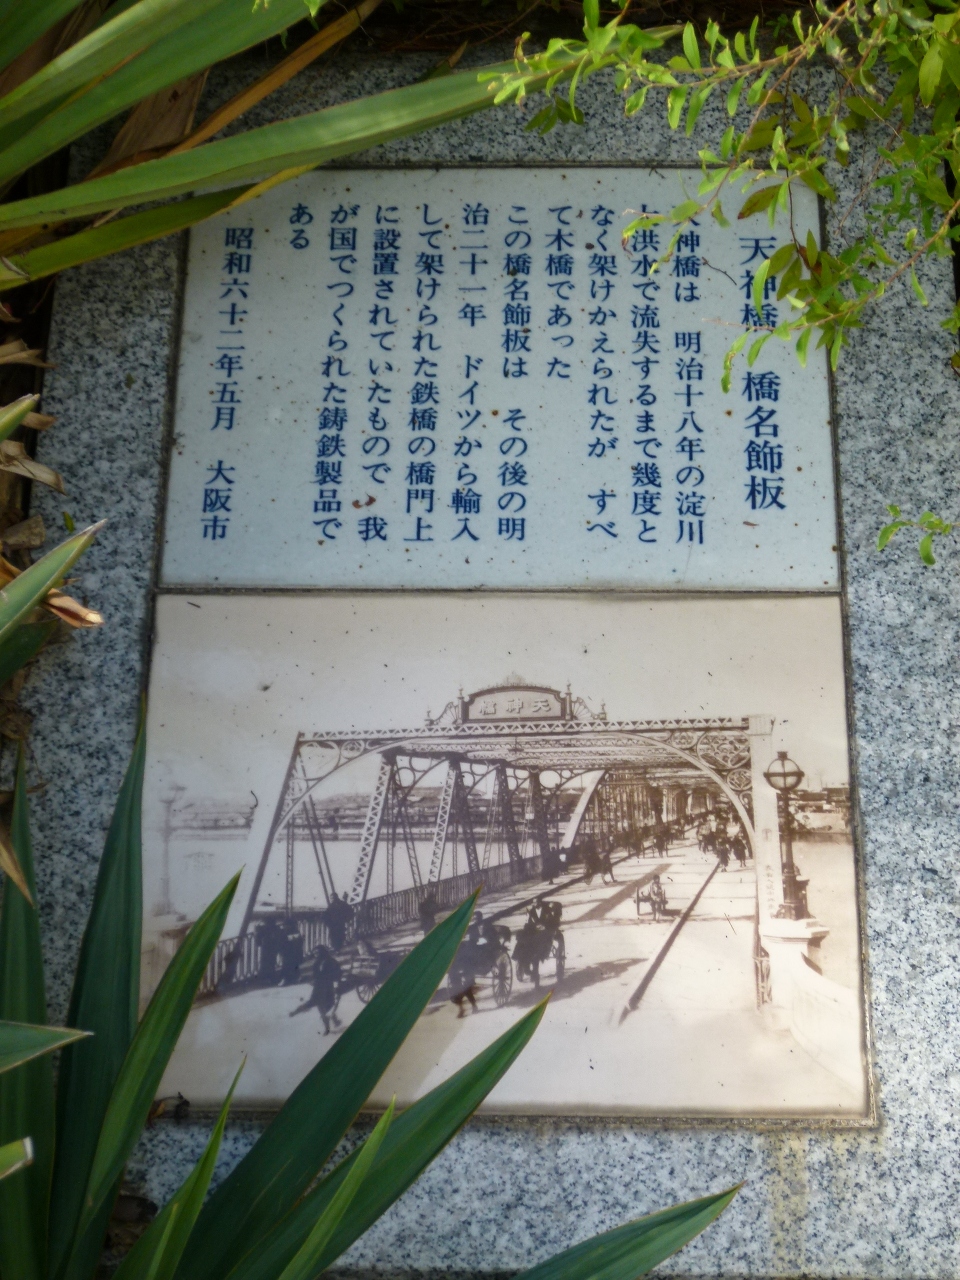 天神橋 橋名飾板
神橋は 明治十八年の淀川
大洪水で流失するまで幾度と
なく架けかえられたが すべ
て木橋であった
この橋名飾板は その後の明
治二十一年 ドイツから輸入
して架けられた鉄橋の橋門上
に設置されていたもので 我
が国でつくられた鋳鉄製品で
ある
昭和六十二年五月 大阪市
天神橋